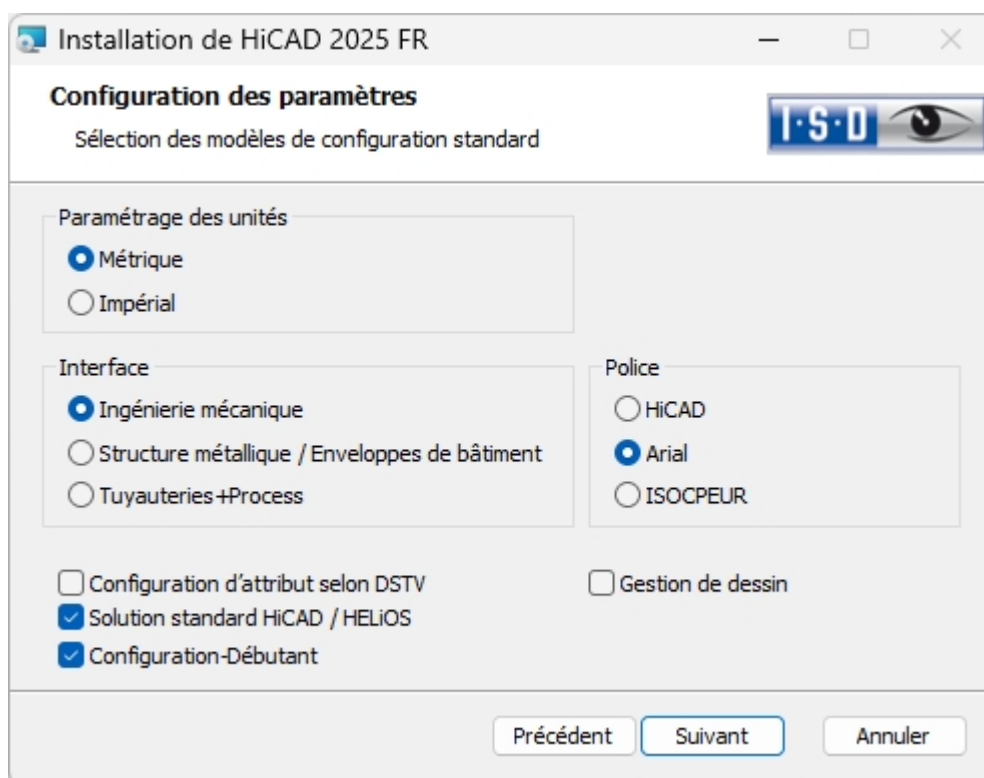 Installation de HiCAD 2025 FR
Configuration des paramètres
Sélection des modèles de configuration standard
I·S·D
Paramétrage des unités
Métrique
Impérial
Interface
Ingénierie mécanique
Structure métallique / Enveloppes de bâtiment
Tuyauteries+Process
Police
HiCAD
Arial
ISOCPEUR
Configuration d’attribut selon DSTV
Gestion de dessin
Solution standard HiCAD / HELiOS
Configuration-Débutant
Précédent
Suivant
Annuler